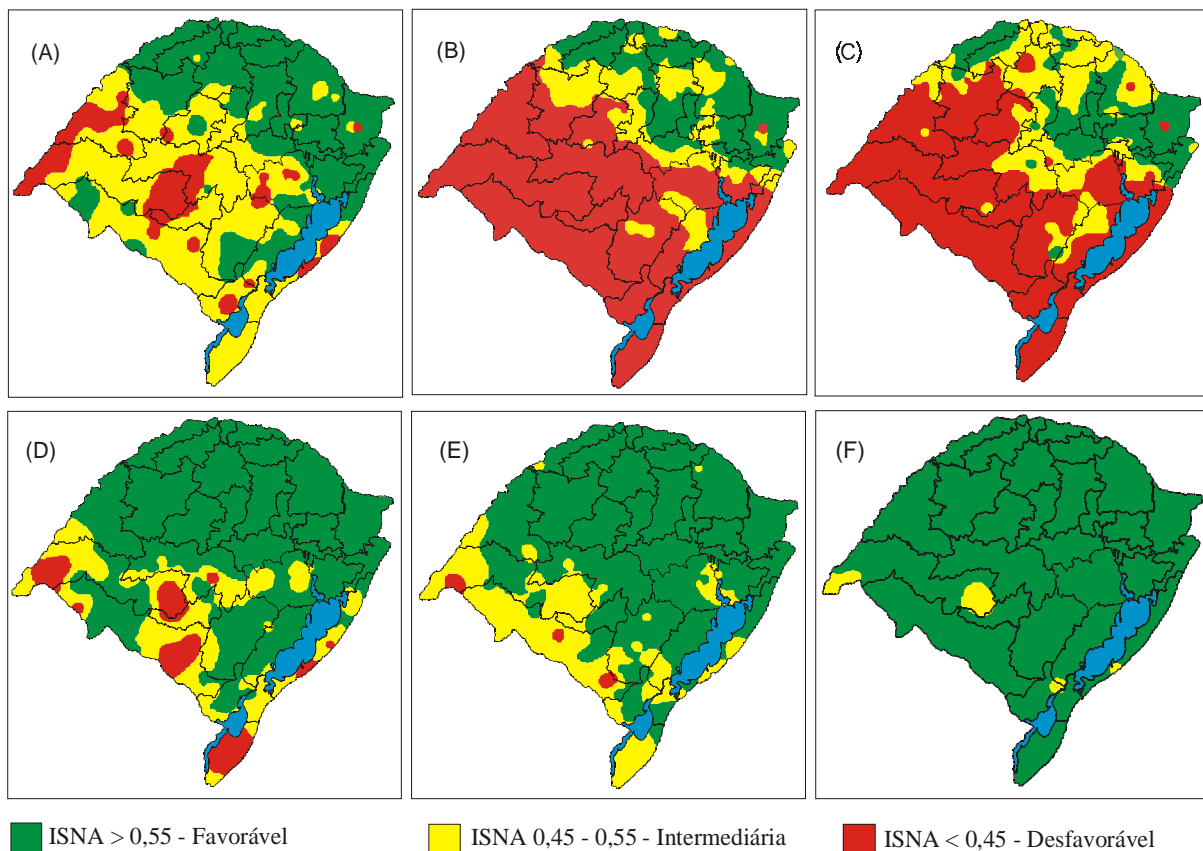 (A)
(B)
(C)
(D)
(E)
(F)
ISNA > 0,55 - Favorável
ISNA 0,45 - 0,55 - Intermediária
ISNA < 0,45 - Desfavorável